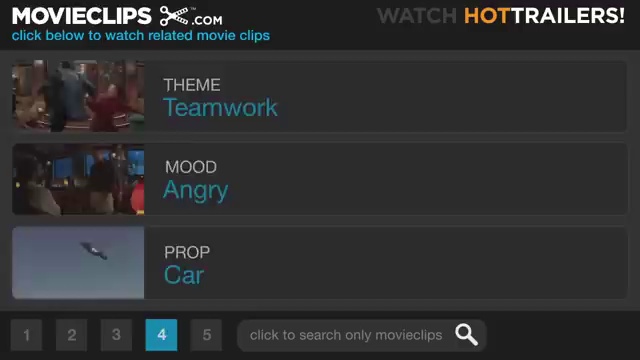 MOVIECLIPS .COM
WATCH HOTTRAILERS!
click below to watch related movie clips
THEME
Teamwork
MOOD
Angry
PROP
Car
1 2 3 4 5 click to search only movieclips